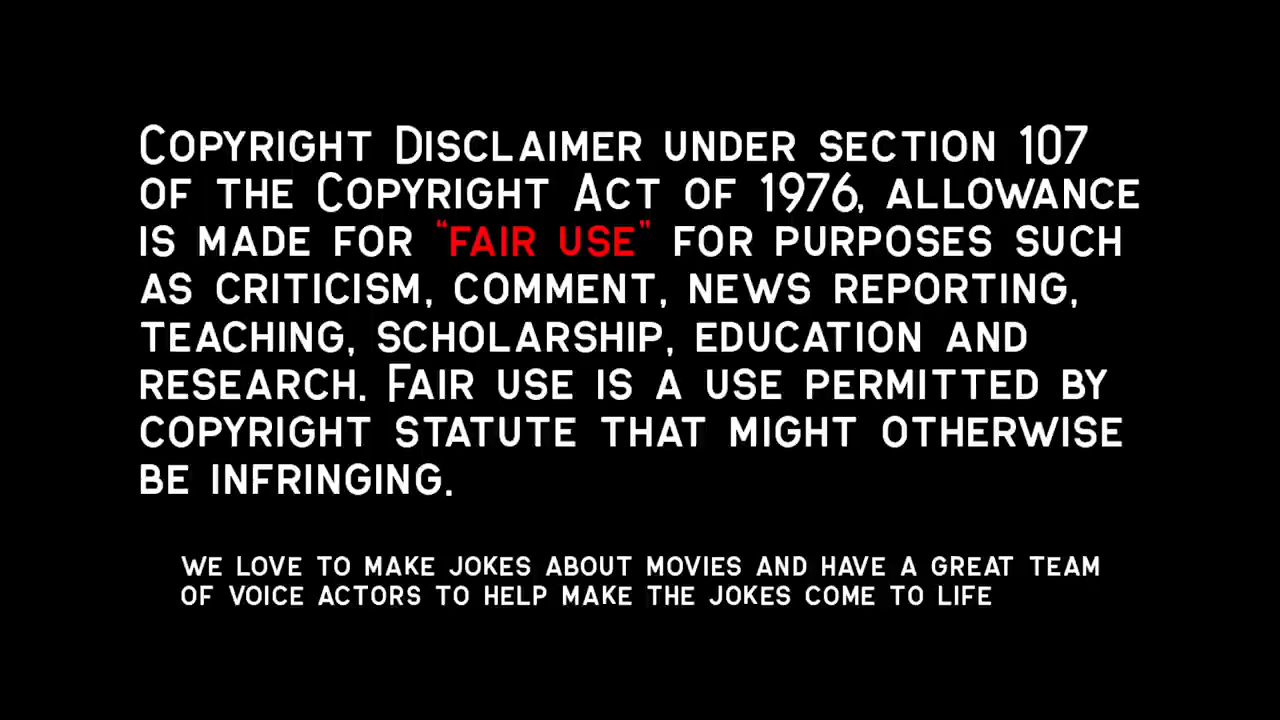 Copyright Disclaimer under section 107
of the Copyright Act of 1976, allowance
is made for “fair use” for purposes such
as criticism, comment, news reporting,
teaching, scholarship, education and
research. Fair use is a use permitted by
copyright statute that might otherwise
be infringing.
we love to make jokes about movies and have a great team
of voice actors to help make the jokes come to life